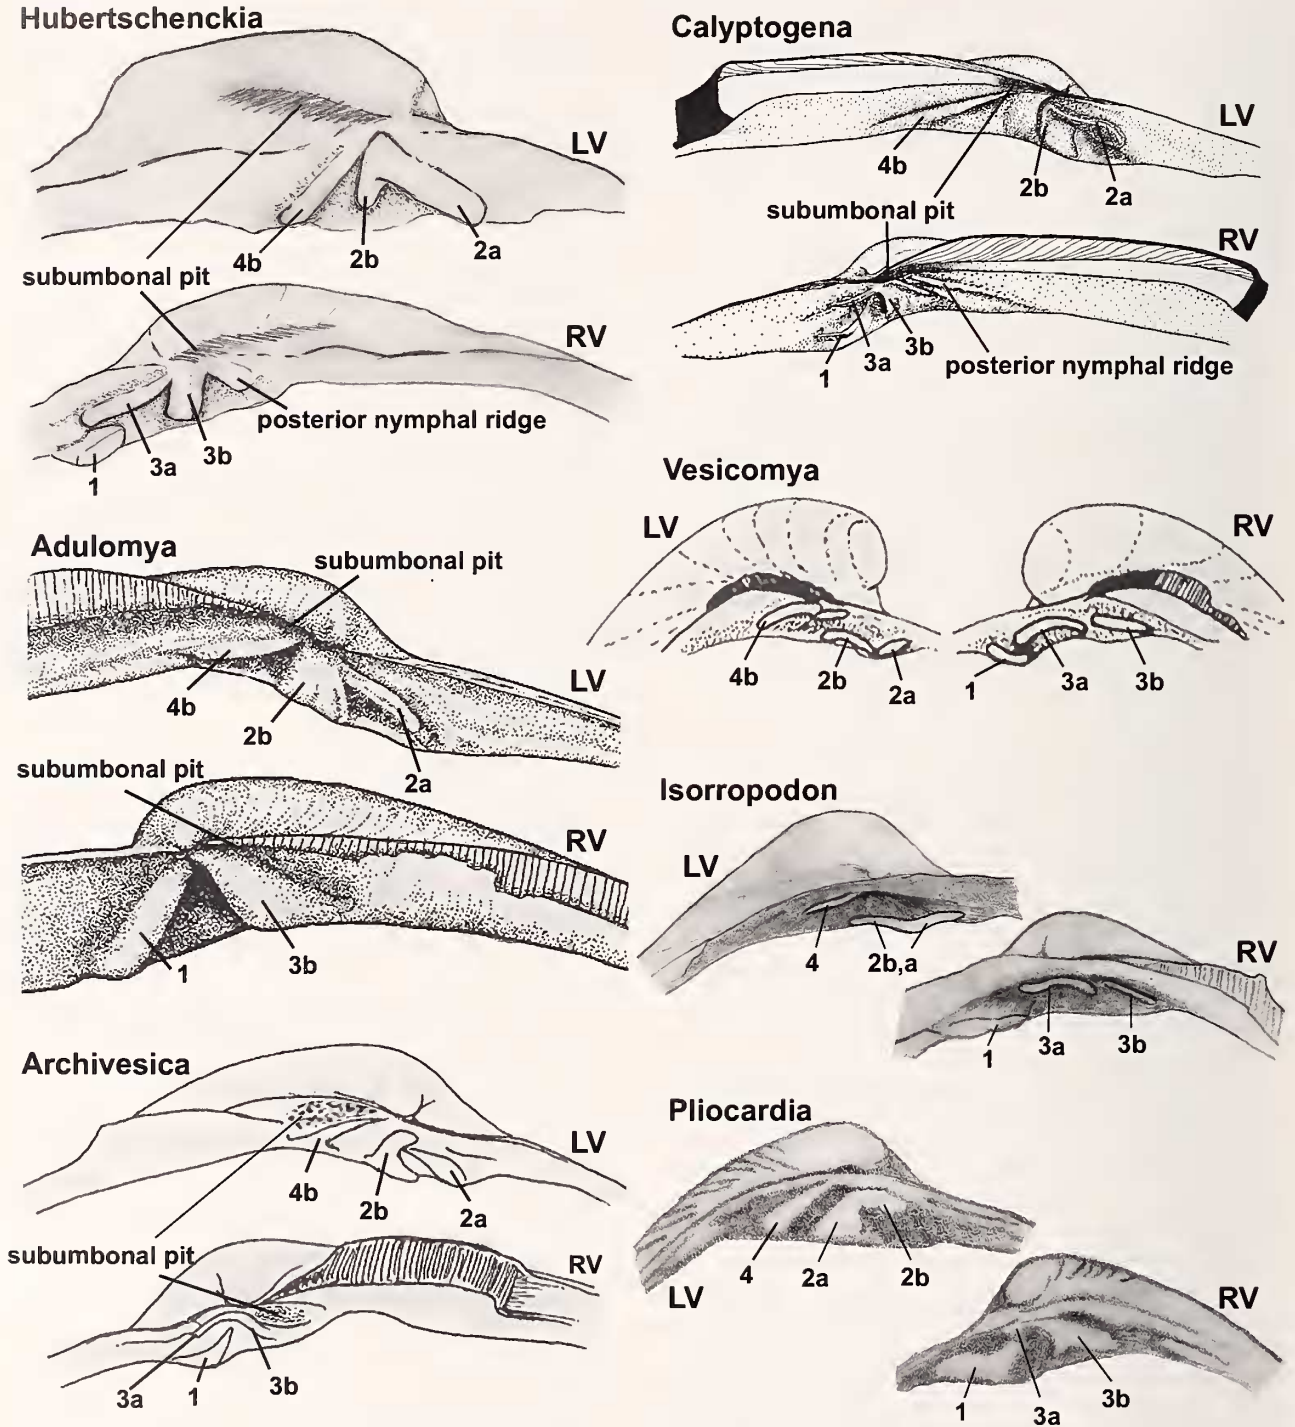 Hubertschenckia
LV
4b
2b
2a
subumbonal pit
RV
posterior nymphal ridge
3a
3b
1
Adulomya
subumbonal pit
LV
4b
2b
2a
subumbonal pit
RV
1
3b
Archivesica
LV
4b
2b
2a
subumbonal pit
RV
3a
1
3b
Calyptogena
LV
4b
2b
2a
subumbonal pit
RV
3b
3a
posterior nymphal ridge
1
Vesicomya
LV
RV
4b
2b
2a
1
3a
3b
Isorropodon
LV
4
2b,a
RV
1
3a
3b
Pliocardia
4
2a
2b
LV
RV
1
3a
3b